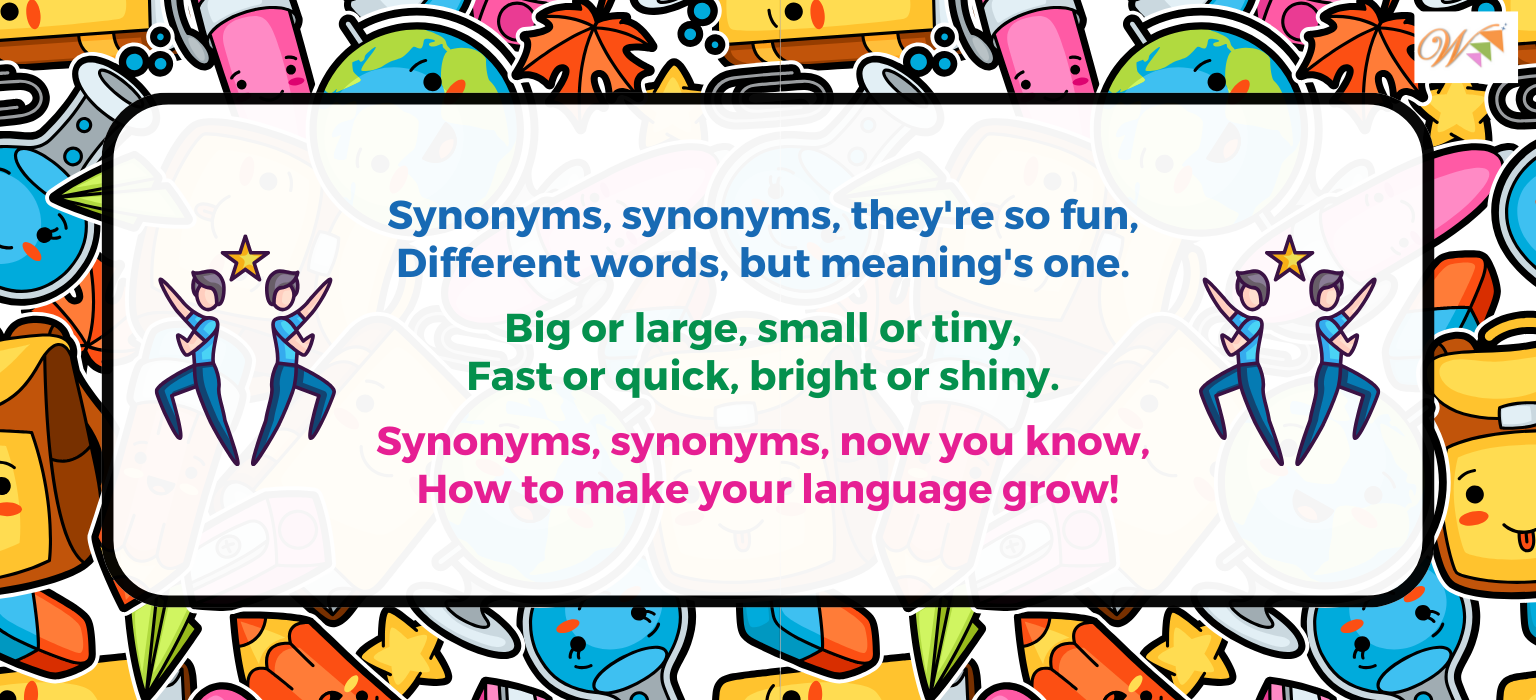 W
Synonyms, synonyms, they're so fun,
Different words, but meaning's one.
Big or large, small or tiny,
Fast or quick, bright or shiny.
Synonyms, synonyms, now you know,
How to make your language grow!